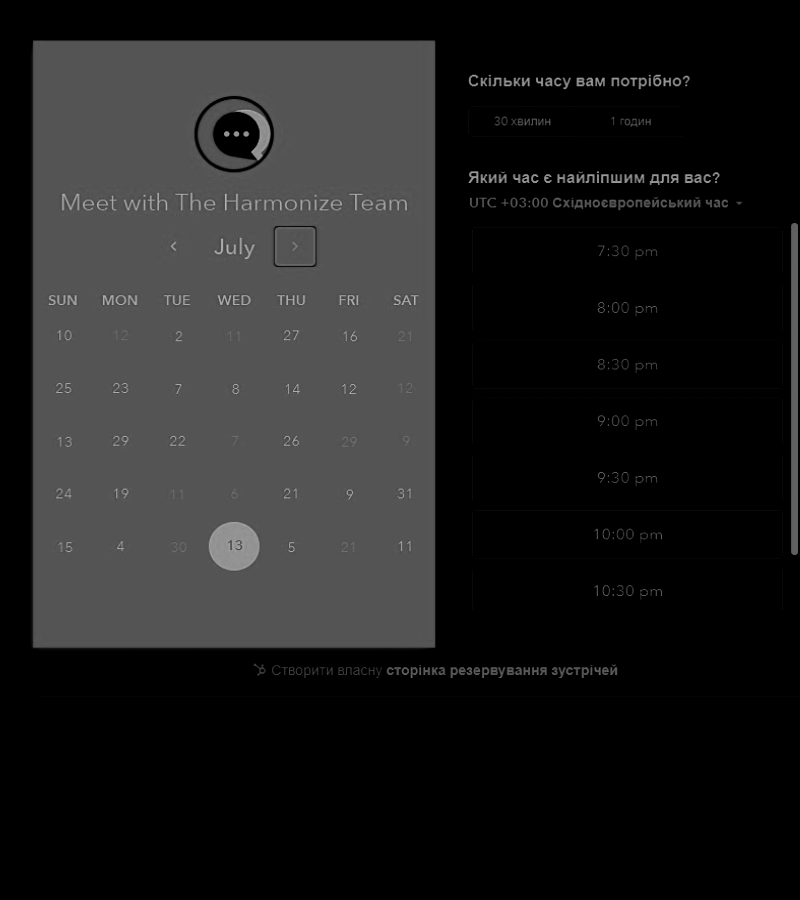 Meet with The Harmonize Team
July
SUN MON TUE WED THU FRI SAT
10 12 2 11 27 16 21
25 23 7 8 14 12 12
13 29 22 7 26 29 9
24 19 11 6 21 9 31
15 4 30 13 5 21 11
Скільки часу вам потрібно?
30 хвилин 1 годин
Який час є найліпшим для вас?
UTC +03:00 Східноєвропейський час
7:30 pm
8:00 pm
8:30 pm
9:00 pm
9:30 pm
10:00 pm
10:30 pm
Створити власну сторінка резервування зустрічей